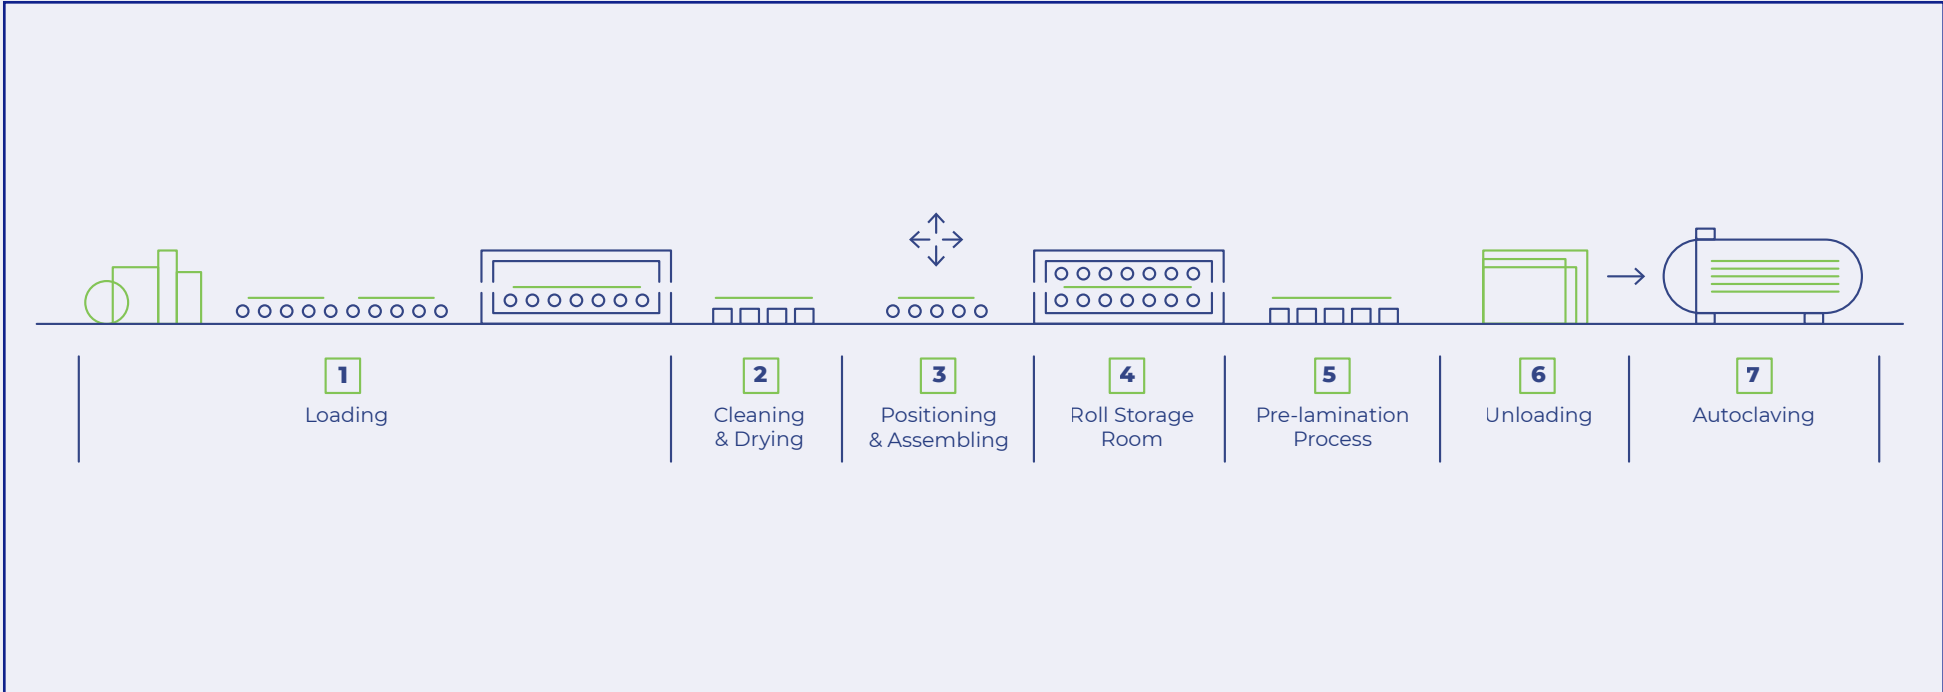 1
Loading
2
Cleaning
& Drying
3
Positioning
& Assembling
4
Roll Storage
Room
5
Pre-lamination
Process
6
Unloading
7
Autoclaving